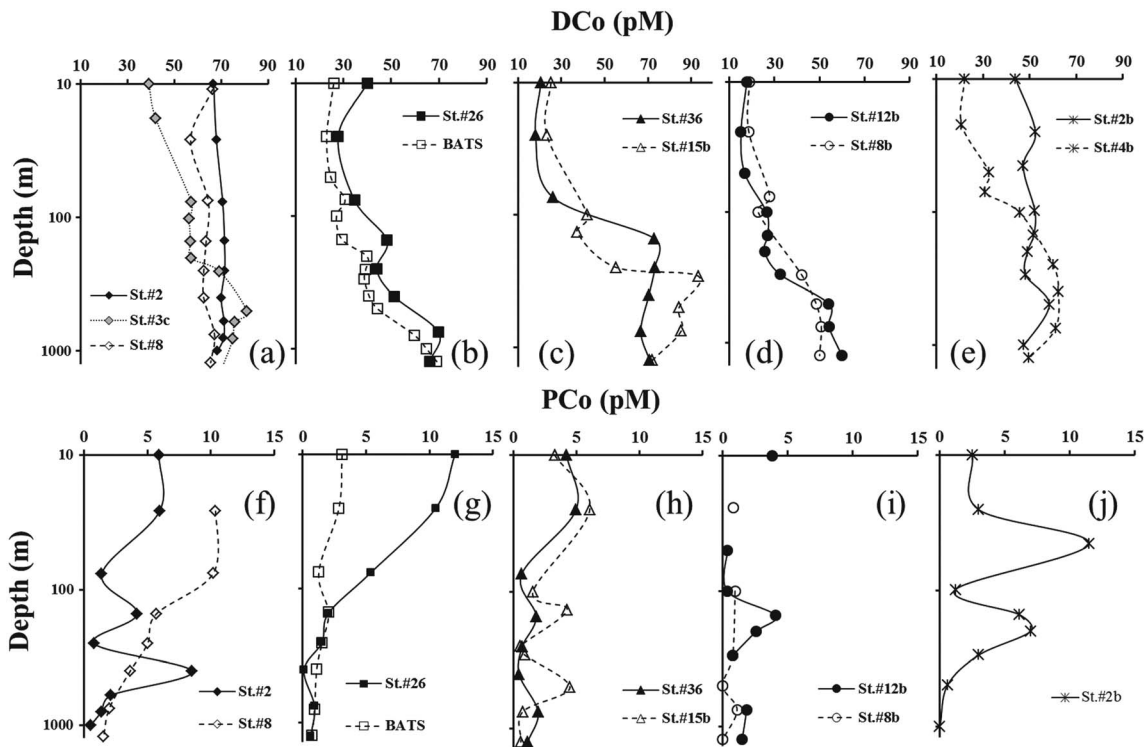 DCo (pM)
10 30 50 70 90
10 30 50 70 90
10 30 50 70 90
10 30 50 70 90
10 30 50 70 90
Depth (m)
10
100
1000
St.#2
St.#3c
St.#8
(a)
St.#26
BATS
(b)
St.#36
St.#15b
(c)
St.#12b
St.#8b
(d)
St.#2b
St.#4b
(e)
PCo (pM)
0 5 10 15
0 5 10 15
0 5 10 15
0 5 10 15
0 5 10 15
Depth (m)
10
100
1000
(f)
St.#2
St.#8
(g)
St.#26
BATS
(h)
St.#36
St.#15b
(i)
St.#12b
St.#8b
(j)
St.#2b